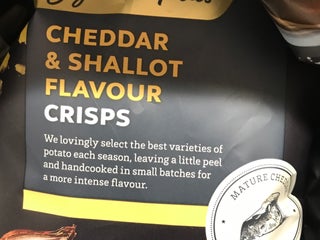 CHEDDAR
& SHALLOT
FLAVOUR
CRISPS
We lovingly select the best varieties of
potato each season, leaving a little peel
and handcooked in small batches for
a more intense flavour.
MATURE